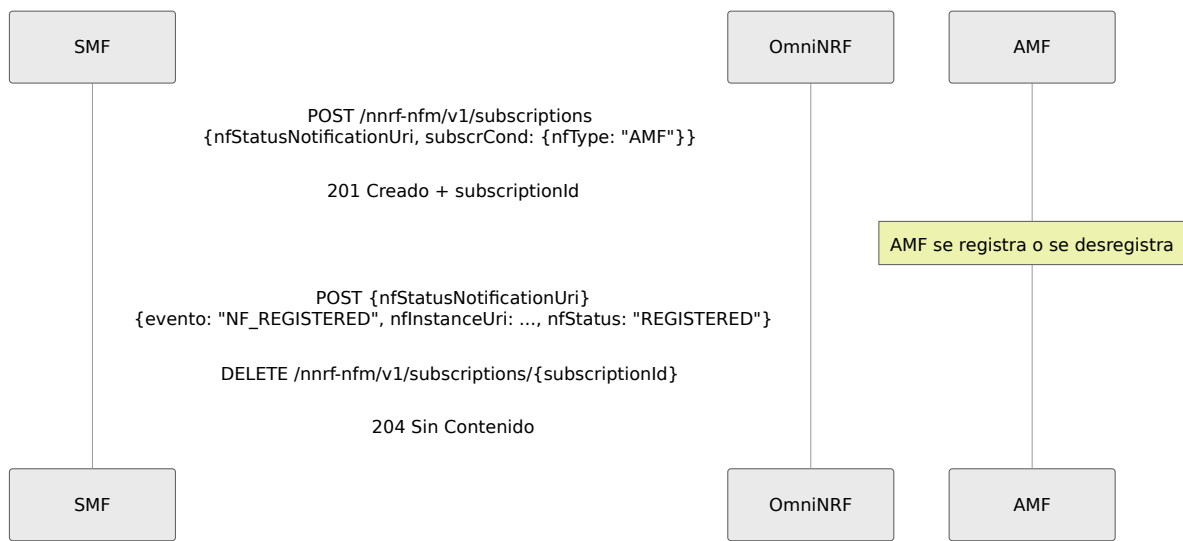 SMF
OmniNRF
AMF
POST /nnrf-nfm/v1/subscriptions
{nfStatusNotificationUri, subscrCond: {nfType: "AMF"}}
201 Creado + subscriptionId
AMF se registra o se desregistra
POST {nfStatusNotificationUri}
{evento: "NF_REGISTERED", nfInstanceUri: ..., nfStatus: "REGISTERED"}
DELETE /nnrf-nfm/v1/subscriptions/{subscriptionId}
204 Sin Contenido
SMF
OmniNRF
AMF